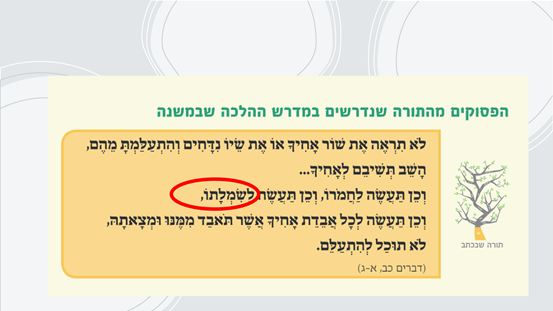 הפסוקים מהתורה שנדרשים במדרש ההלכה שבמשנה
לֹא תִרְאֶה אֶת שׁוֹר אָחִיךָ אוֹ אֶת שֵׂיוֹ נִדָּחִים וְהִתְעַלַּמְתָּ מֵהֶם,
הָשֵׁב תְּשִׁיבֵם לְאָחִיךָ...
וְכֵן תַּעֲשֶׂה לַחֲמֹרוֹ, וְכֵן תַּעֲשֶׂה לְשִׂמְלָתוֹ,
וְכֵן תַּעֲשֶׂה לְכָל אֲבֵדַת אָחִיךָ אֲשֶׁר תֹּאבַד מִמֶּנּוּ וּמְצָאתָהּ,
לֹא תוּכַל לְהִתְעַלֵּם.
(דברים כב, א-ג)
תורה שבכתב